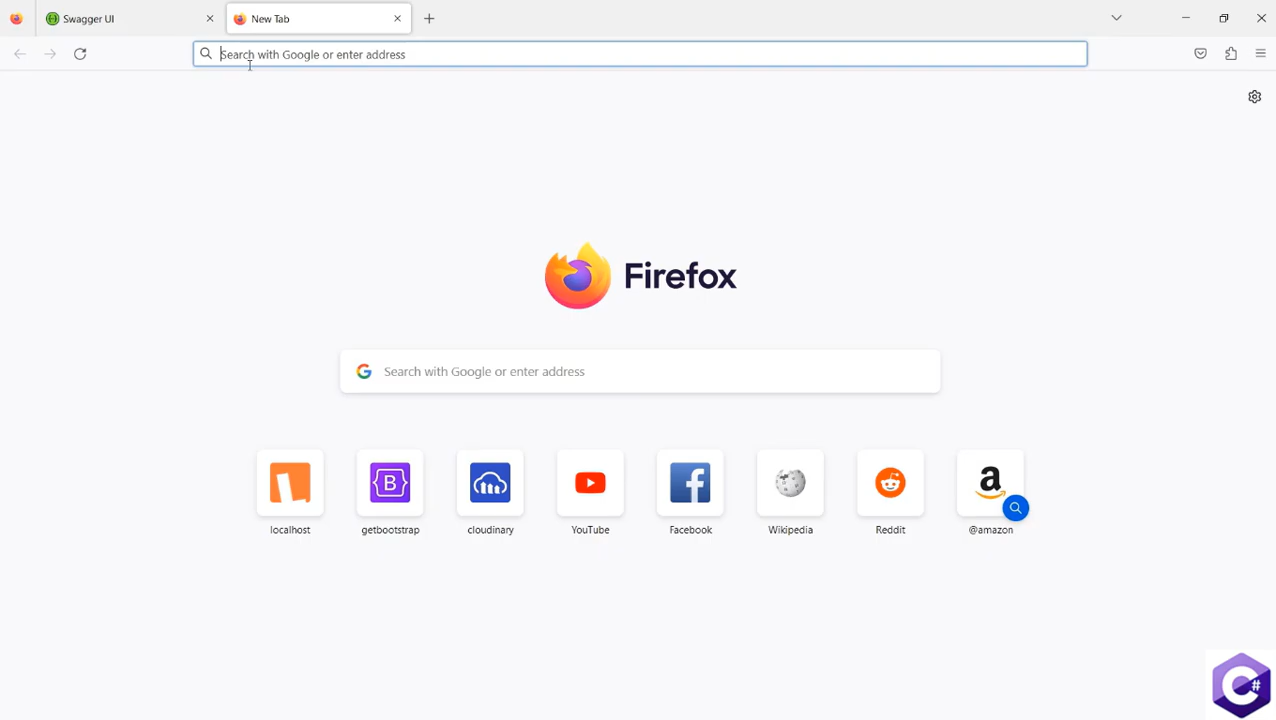 Swagger UI
New Tab
Search with Google or enter address
Firefox
Search with Google or enter address
B
a
localhost
getbootstrap
cloudinary
YouTube
Facebook
Wikipedia
Reddit
@amazon
C#